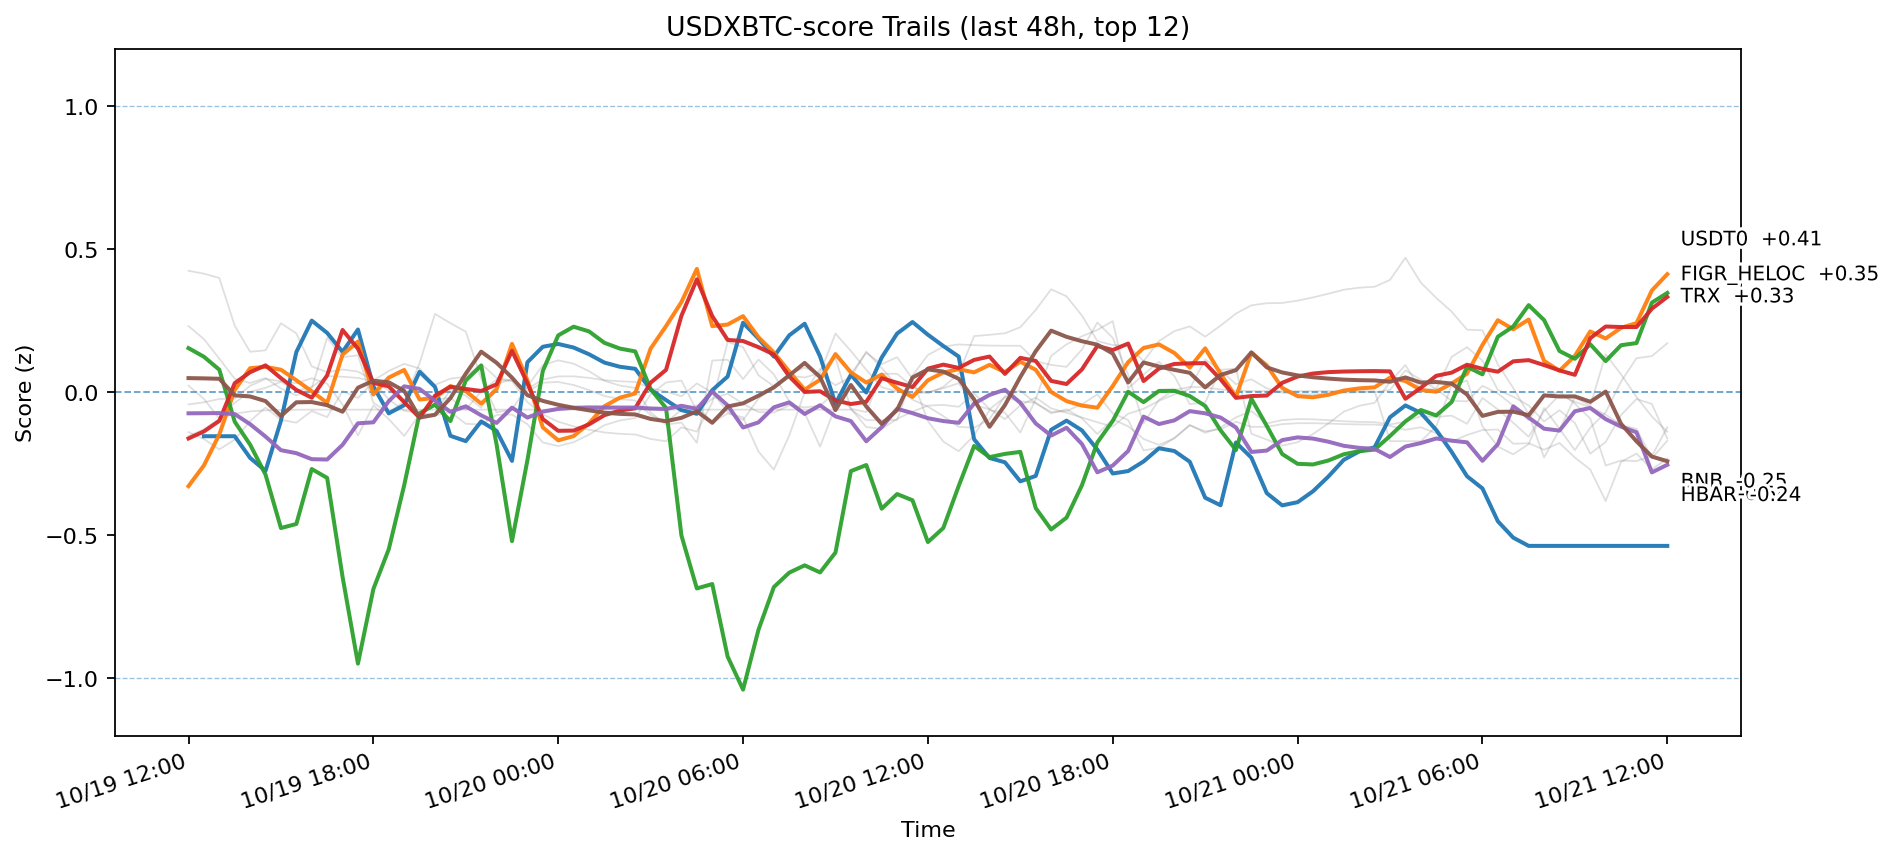 USDXBTC-score Trails (last 48h, top 12)
Score (z)
1.0
0.5
0.0
−0.5
−1.0
USDT0 +0.41
FIGR_HELOC +0.35
TRX +0.33
BNB -0.25
HBAR -0.24
10/19 12:00
10/19 18:00
10/20 00:00
10/20 06:00
10/20 12:00
10/20 18:00
10/21 00:00
10/21 06:00
10/21 12:00
Time